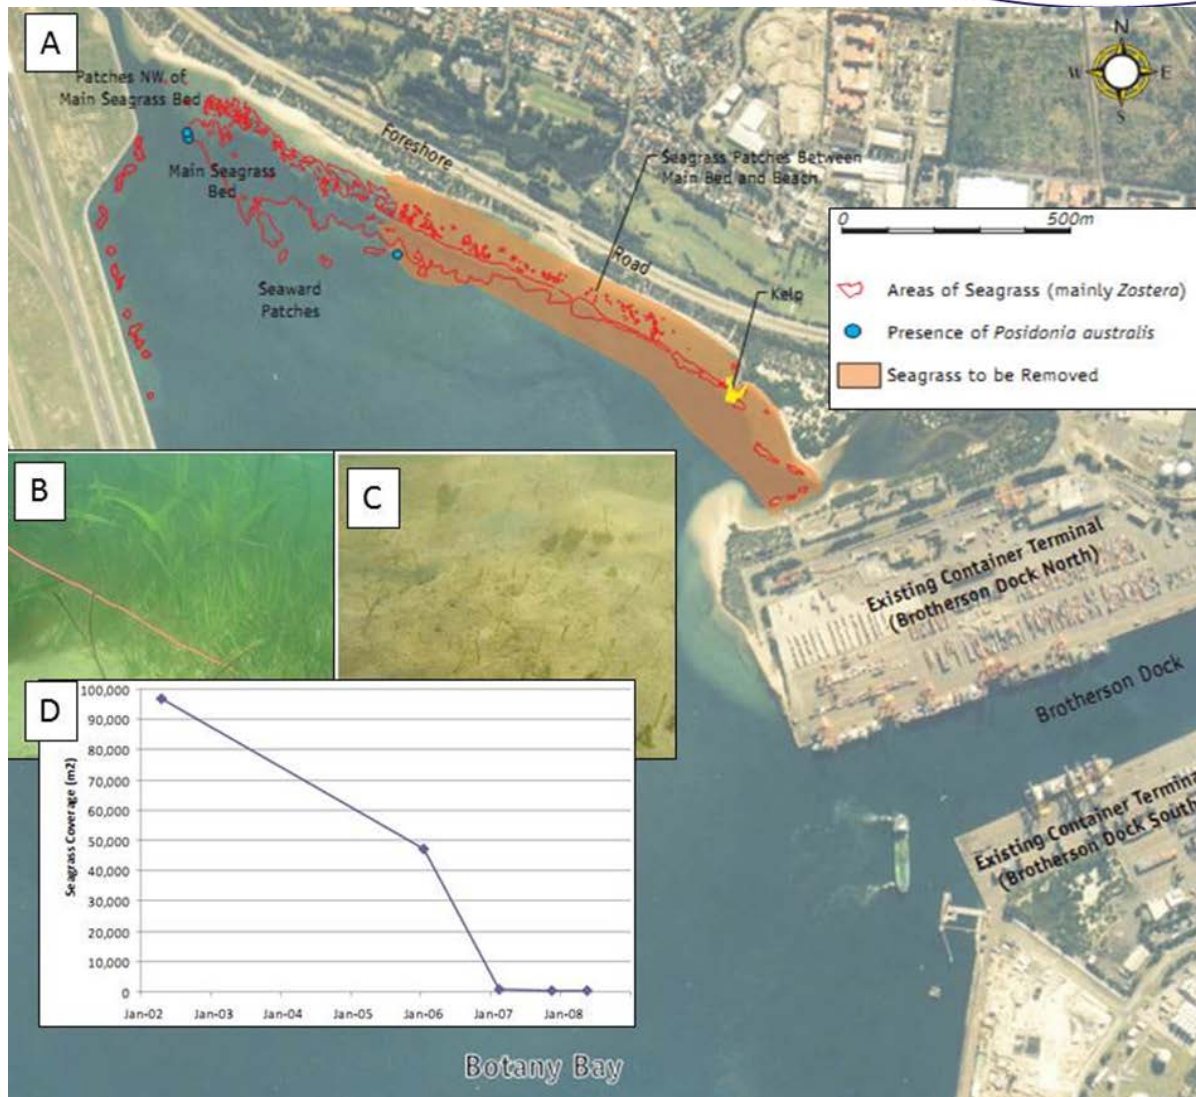 A
Patches NW of
Main Seagrass Bed
Main Seagrass
Bed
Seaward
Patches
Foreshore
Road
Seagrass Patches Between
Main Bed and Beach
Kelp
N
W
E
S
0 500m
Areas of Seagrass (mainly Zostera)
Presence of Posidonia australis
Seagrass to be Removed
B
C
Existing Container Terminal
(Brotherson Dock North)
Brotherson Dock
Existing Container Termina
(Brotherson Dock South
D
Seagrass Coverage (m2)
100,000
90,000
80,000
70,000
60,000
50,000
40,000
30,000
20,000
10,000
0
Jan-02 Jan-03 Jan-04 Jan-05 Jan-06 Jan-07 Jan-08
Botany Bay